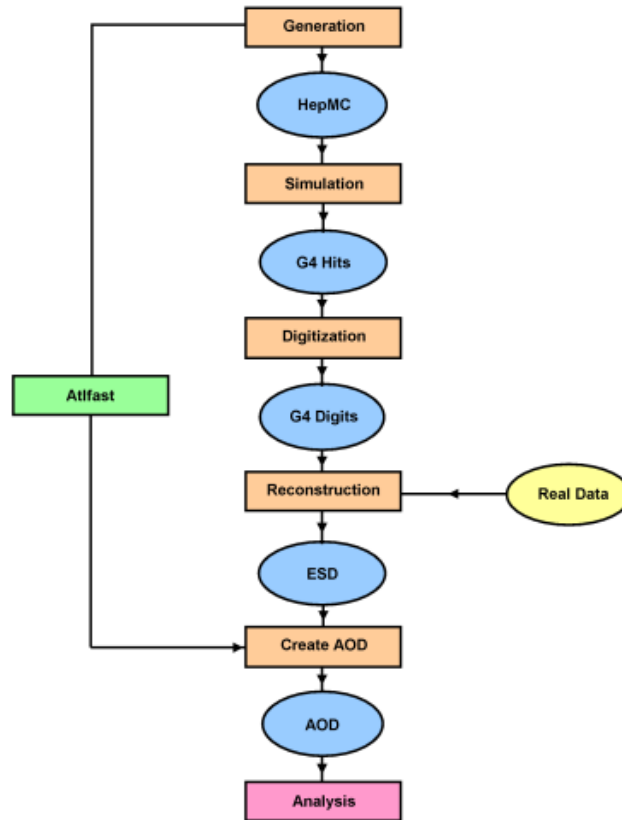 Generation
HepMC
Simulation
G4 Hits
Digitization
Atlfast
G4 Digits
Reconstruction
Real Data
ESD
Create AOD
AOD
Analysis